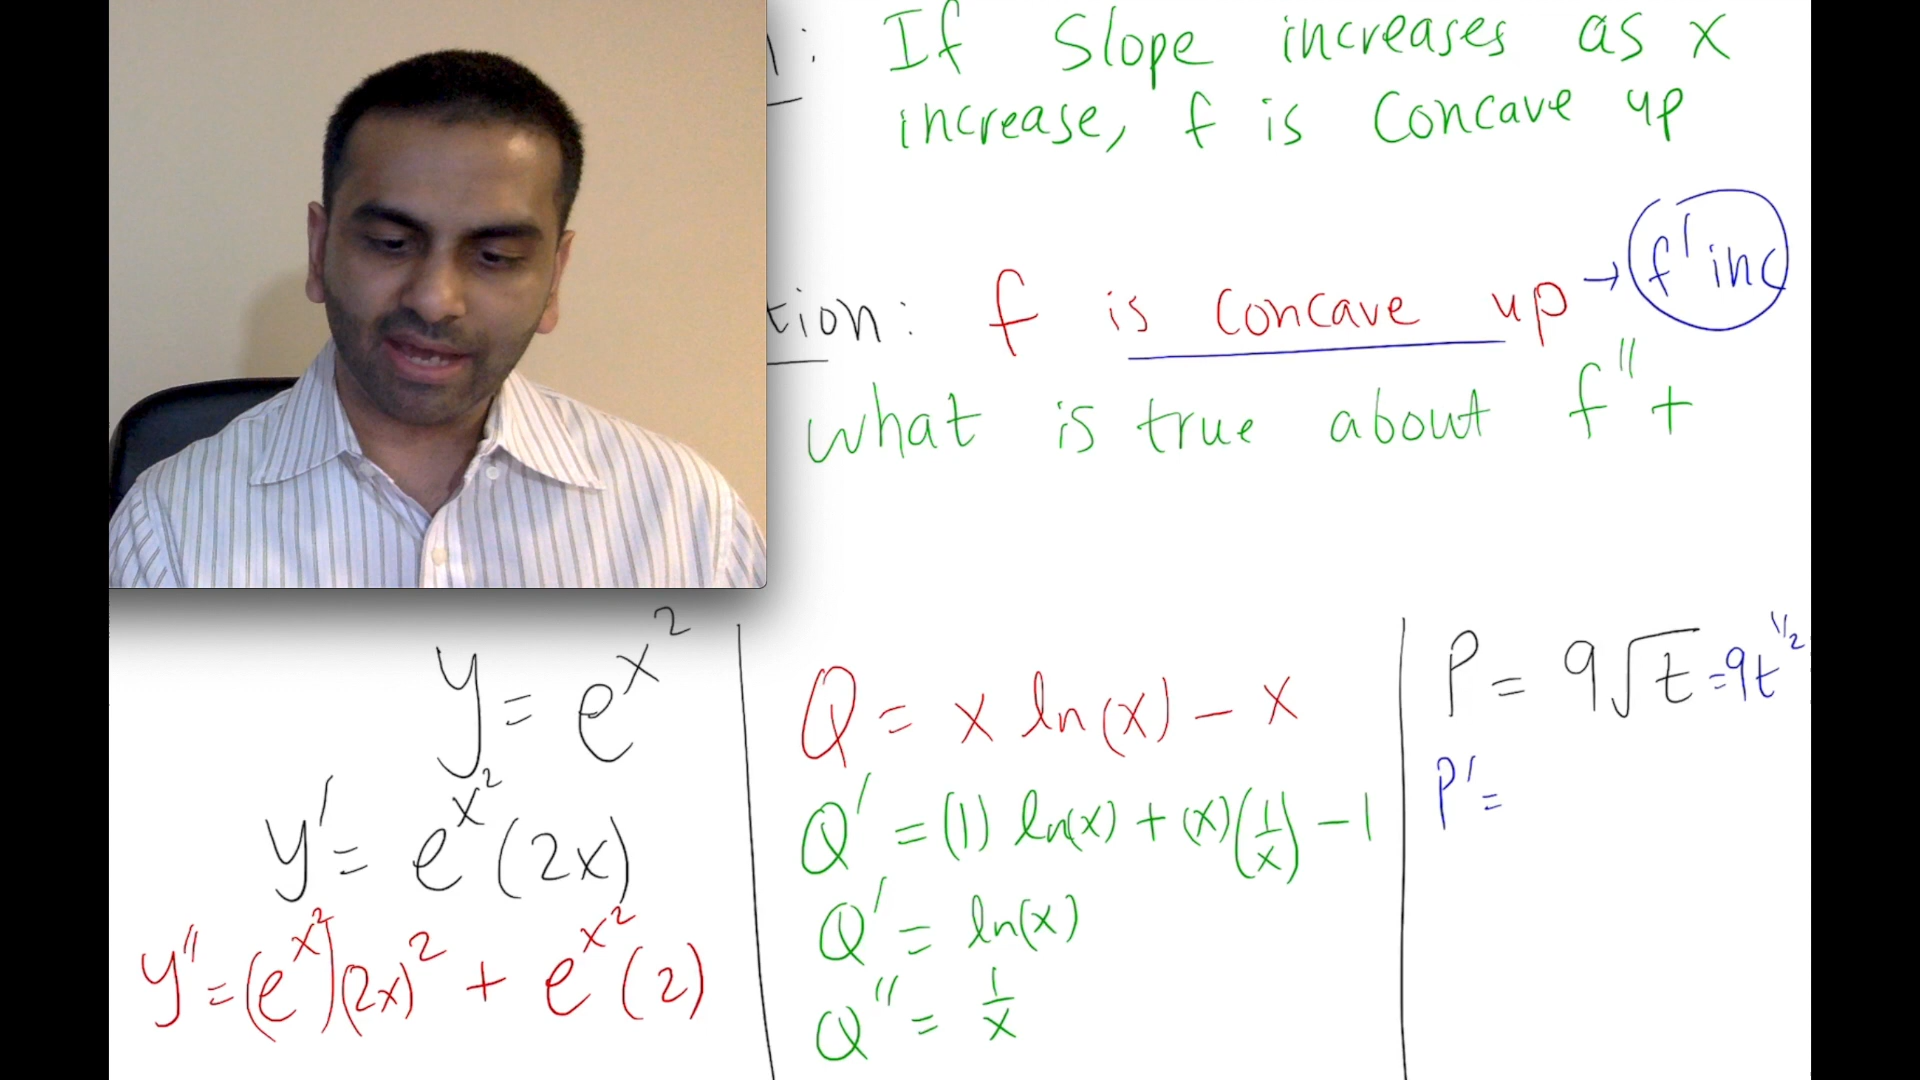 : If Slope increases as x
increase, f is Concave up
tion: f is concave up → f' inc
what is true about f'' +
y = e^x^2
y' = e^x^2 (2x)
y'' = (e^x^2)(2x)^2 + e^x^2 (2)
Q = x ln(x) - x
Q' = (1) ln(x) + (x)(1/x) - 1
Q' = ln(x)
Q'' = 1/x
P = 9√t = 9t^1/2
P' =